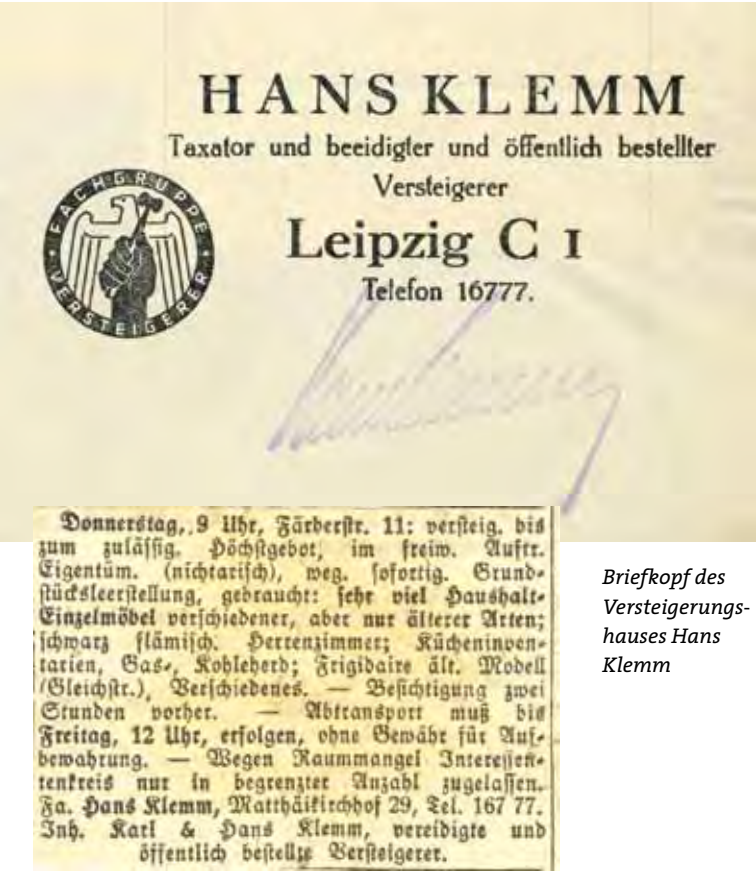 HANS KLEMM
Taxator und beeidigter und öffentlich bestellter
Versteigerer
FACHGRUPPE
VERSTEIGERER
Leipzig C 1
Telefon 16777.
Donnerstag, 9 Uhr, Färberstr. 11: versteig. bis
zum zulässig. Höchstgebot, im freiw. Auftr.
Eigentüm. (nichtarisch), weg. sofortig. Grund-
stücksleerstellung, gebraucht: sehr viel Haushalt-
Einzelmöbel verschiedener, aber nur älterer Arten;
schwarz flämisch. Herrenzimmer; Kücheninven-
tarien, Gas-, Kohleherd; Frigidaire ält. Modell
(Gleichstr.), Verschiedenes. — Besichtigung zwei
Stunden vorher. — Abtransport muß bis
Freitag, 12 Uhr, erfolgen, ohne Gewähr für Auf-
bewahrung. — Wegen Raummangel Interessen-
tenkreis nur in begrenzter Anzahl zugelassen.
Fa. Hans Klemm, Matthäikirchhof 29, Tel. 167 77.
Inh. Karl & Hans Klemm, vereidigte und
öffentlich bestellte Versteigerer.
Briefkopf des
Versteigerungs-
hauses Hans
Klemm